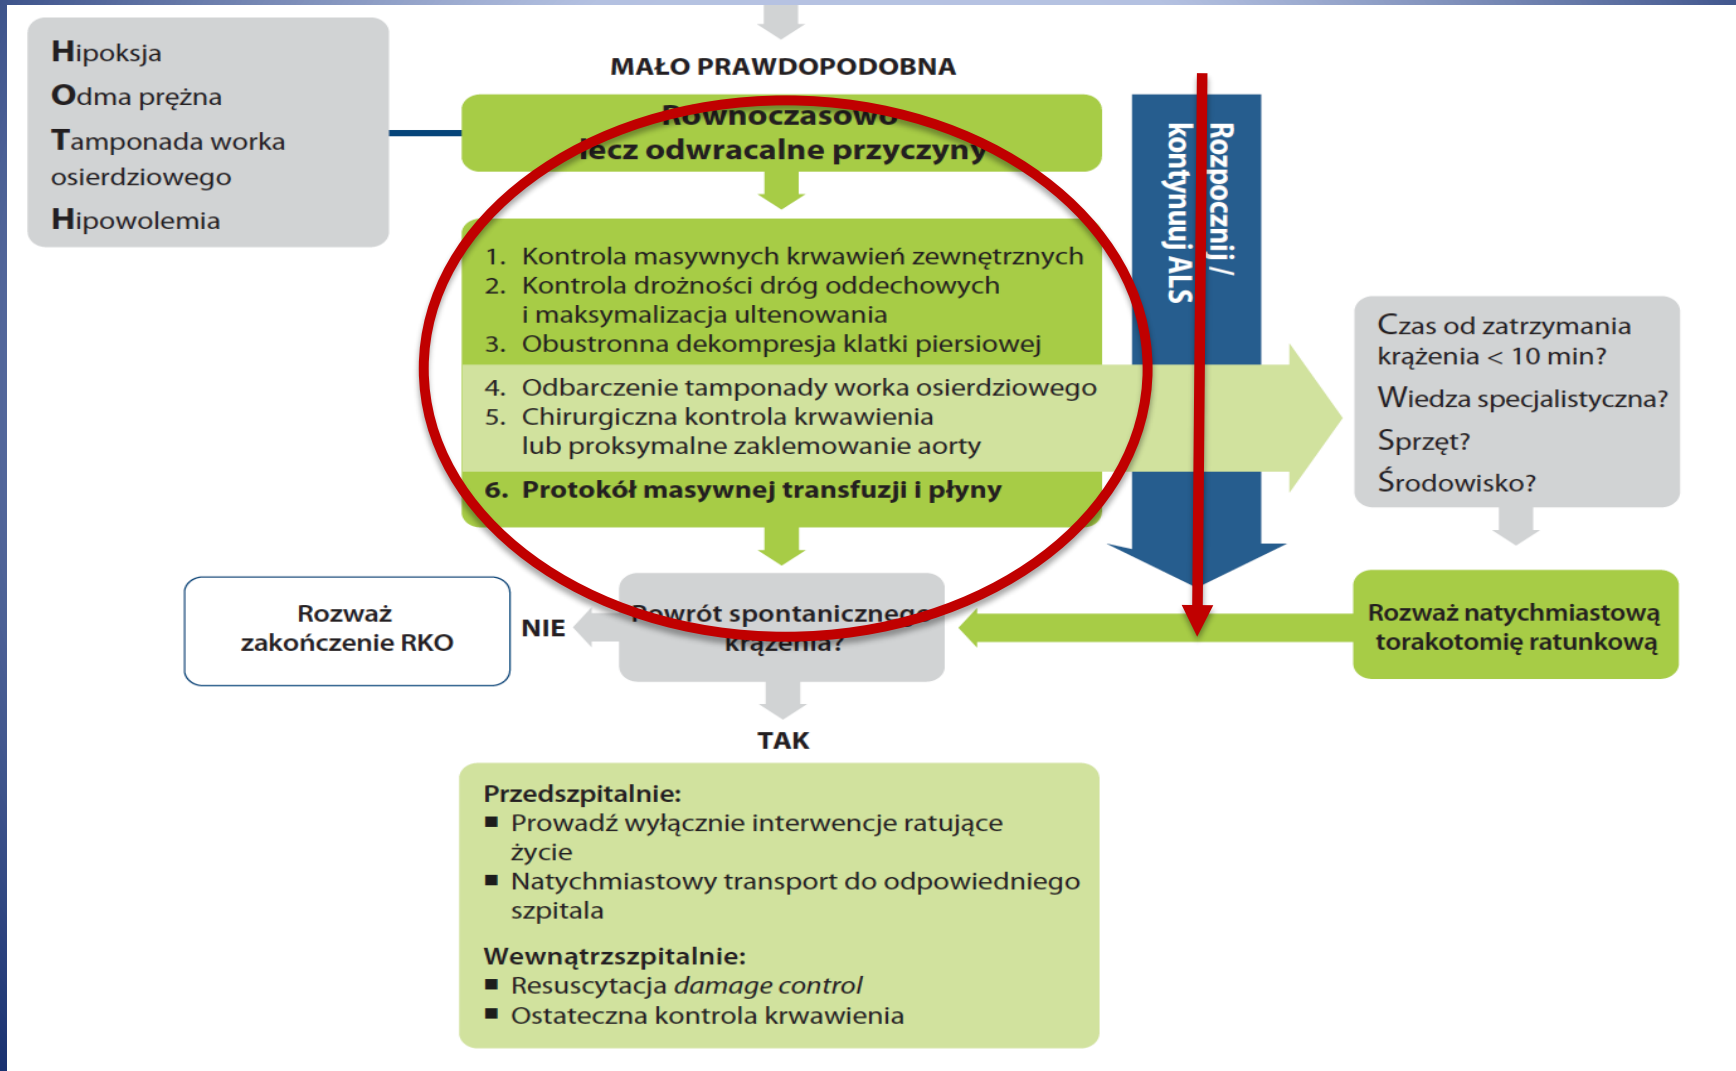 Hipoksja
Odma prężna
Tamponada worka
osierdziowego
Hipowolemia
MAŁO PRAWDOPODOBNA
Równoczasowo
lecz odwracalne przyczyny
1. Kontrola masywnych krwawień zewnętrznych
2. Kontrola drożności dróg oddechowych
i maksymalizacja ultenowania
3. Obustronna dekompresja klatki piersiowej
4. Odbarczenie tamponady worka osierdziowego
5. Chirurgiczna kontrola krwawienia
lub proksymalne zaklemowanie aorty
6. Protokół masywnej transfuzji i płyny
Rozpocznij /
kontynuuj ALS
Czas od zatrzymania
krążenia < 10 min?
Wiedza specjalistyczna?
Sprzęt?
Środowisko?
Rozważ natychmiastową
torakotomię ratunkową
Powrót spontanicznego
krążenia?
NIE
Rozważ
zakończenie RKO
TAK
Przedszpitalnie:
■ Prowadź wyłącznie interwencje ratujące
życie
■ Natychmiastowy transport do odpowiedniego
szpitala
Wewnątrzszpitalnie:
■ Resuscytacja damage control
■ Ostateczna kontrola krwawienia